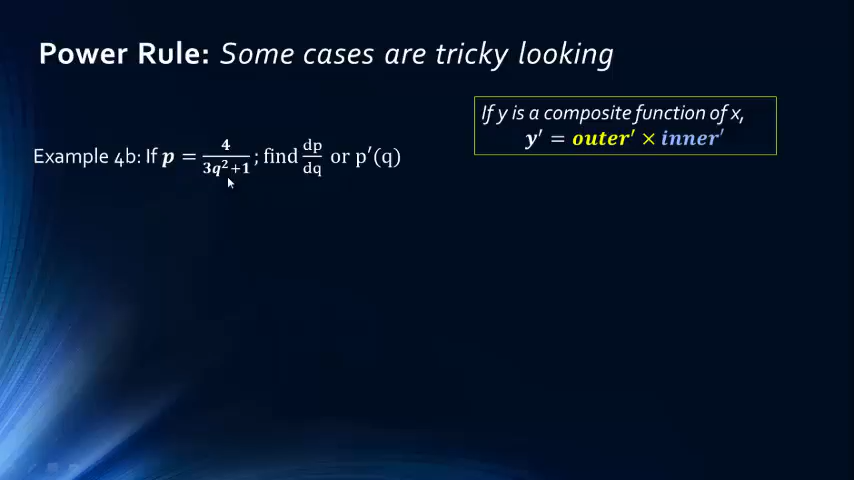 Power Rule: Some cases are tricky looking
If y is a composite function of x,
y′ = outer′ × inner′
Example 4b: If p = 4/(3q²+1) ; find dp/dq or p′(q)